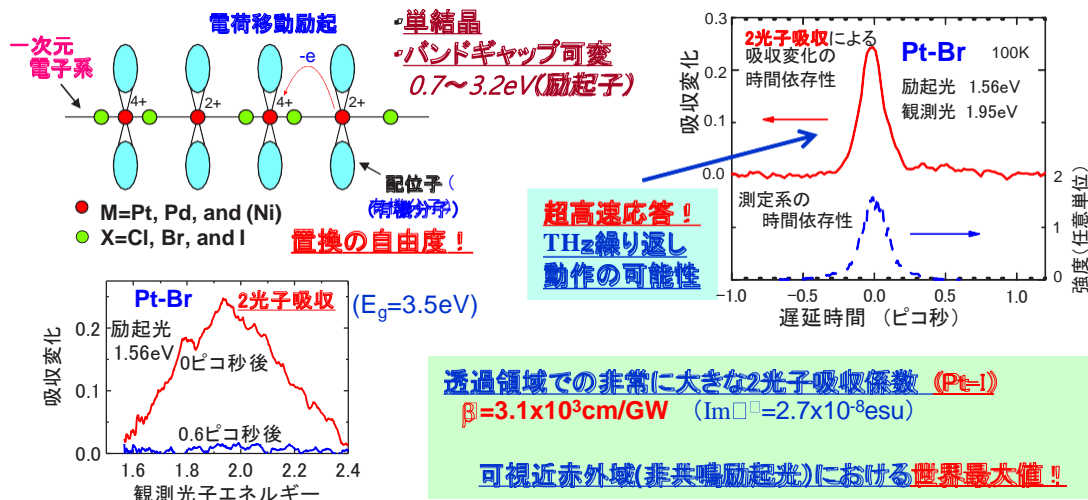 電荷移動励起
一次元
電子系
-e
4+
2+
4+
2+
配位子
M=Pt, Pd, and (Ni)
X=Cl, Br, and I
置換の自由度！
・単結晶
・バンドギャップ可変
0.7～3.2eV(励起子)
0.3
0.2
0.1
0.0
吸収変化
2光子吸収による
吸収変化の
時間依存性
Pt-Br
100K
励起光 1.56eV
観測光 1.95eV
測定系の
時間依存性
2
1
0
強度(任意単位)
-1.0
-0.5
0.0
0.5
1.0
遅延時間 (ピコ秒)
超高速応答！
THz繰り返し
動作の可能性
Pt-Br
2光子吸収
(Eg=3.5eV)
励起光
1.56eV
0ピコ秒後
0.6ピコ秒後
0.2
0.1
0.0
吸収変化
1.6
1.8
2.0
2.2
2.4
観測光子エネルギー
透過領域での非常に大きな2光子吸収係数 (Pt-I)
β=3.1x10³cm/GW (Im□□=2.7x10⁻⁸esu)
可視近赤外域(非共鳴励起光)における世界最大値！